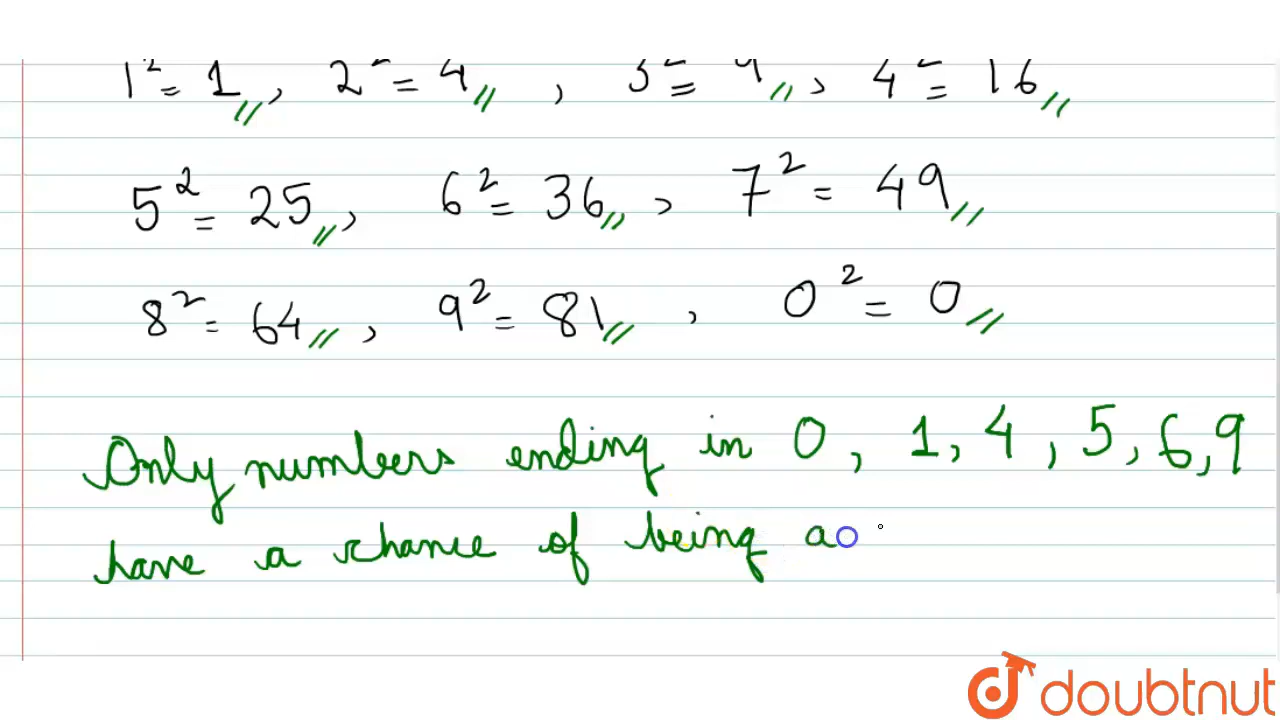 1² = 1, 2² = 4, 3² = 9, 4² = 16
5² = 25, 6² = 36, 7² = 49
8² = 64, 9² = 81, 0² = 0
Only numbers ending in 0, 1, 4, 5, 6, 9
have a chance of being a
doubtnut